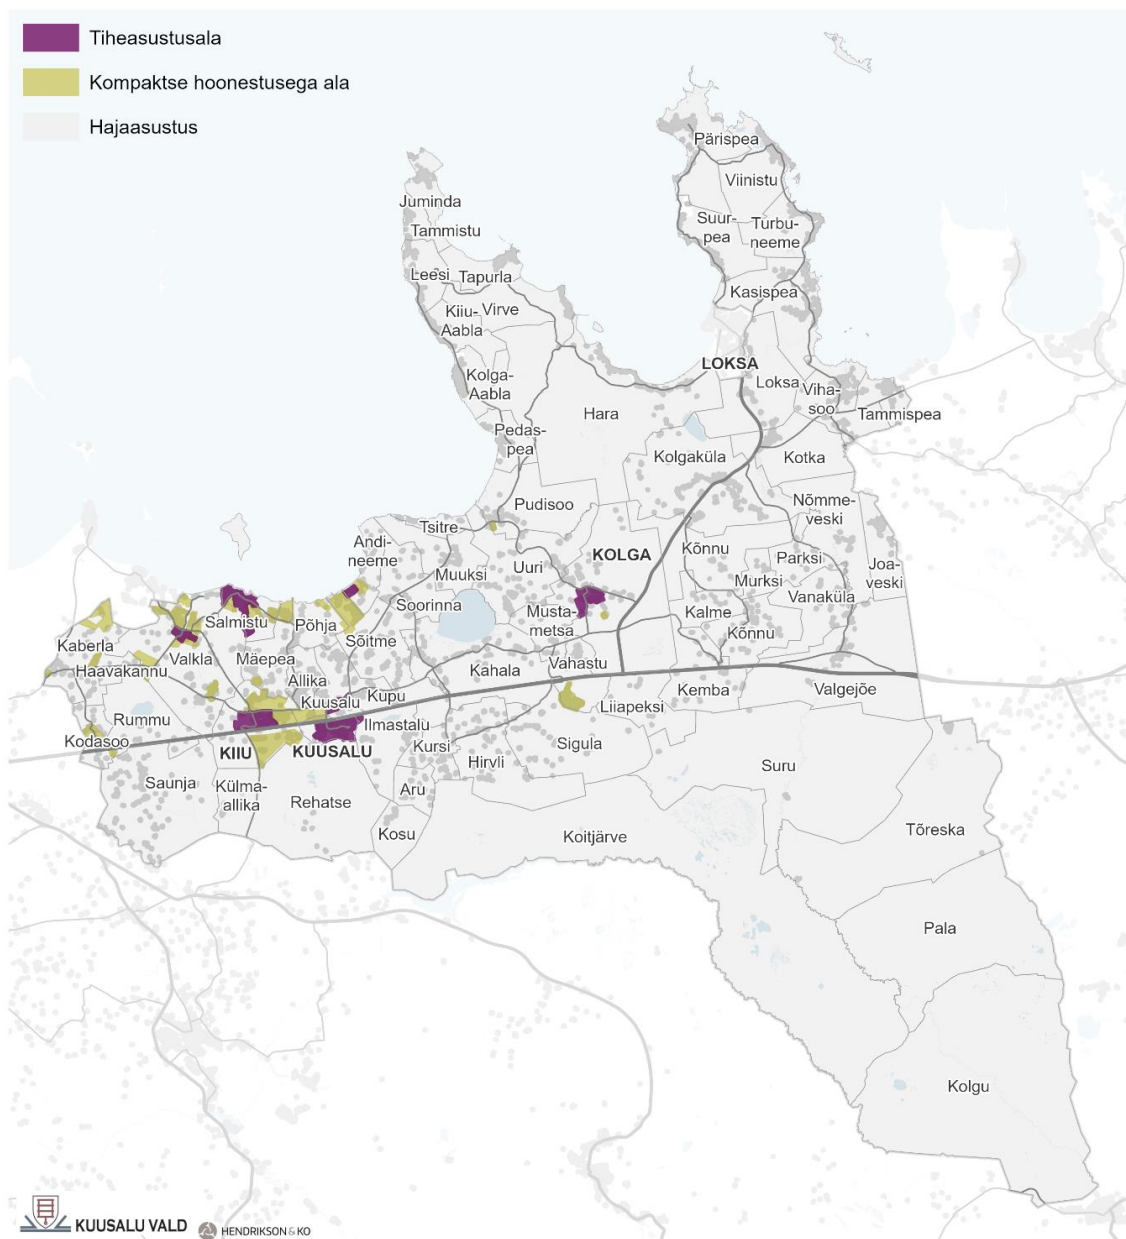 Tiheasustusala
Kompaktse hoonestusega ala
Hajaasustus
Pärispea
Viinistu
Juminda
Suur-
pea
Turbu-
neeme
Tammistu
Leesi
Tapurla
Kasispea
Kiiu-
Aabla
Virve
LOKSA
Kolga-
Aabla
Loksa
Viha-
soo
Hara
Tammispea
Pedas-
pea
Kolgaküla
Kotka
Pudisoo
Nõmme-
veski
Tsitre
Andi-
neeme
KOLGA
Kõnnu
Uuri
Parksi
Joa-
veski
Muuksi
Murksi
Soorinna
Vanaküla
Musta-
metsa
Kalme
Salmistu
Põhja
Kõnnu
Kaberla
Sõitme
Valkla
Mäepea
Haavakannu
Kahala
Vahastu
Allika
Kupu
Kemba
Valgejõe
Kuusalu
Liiapeksi
Rummu
Ilmastalu
Kodasoo
KIIU
KUUSALU
Kursi
Sigula
Hirvli
Suru
Saunja
Külma-
allika
Rehatse
Aru
Kosu
Koitjärve
Tõreska
Pala
Kolgu
KUUSALU VALD
HENDRIKSON & KO